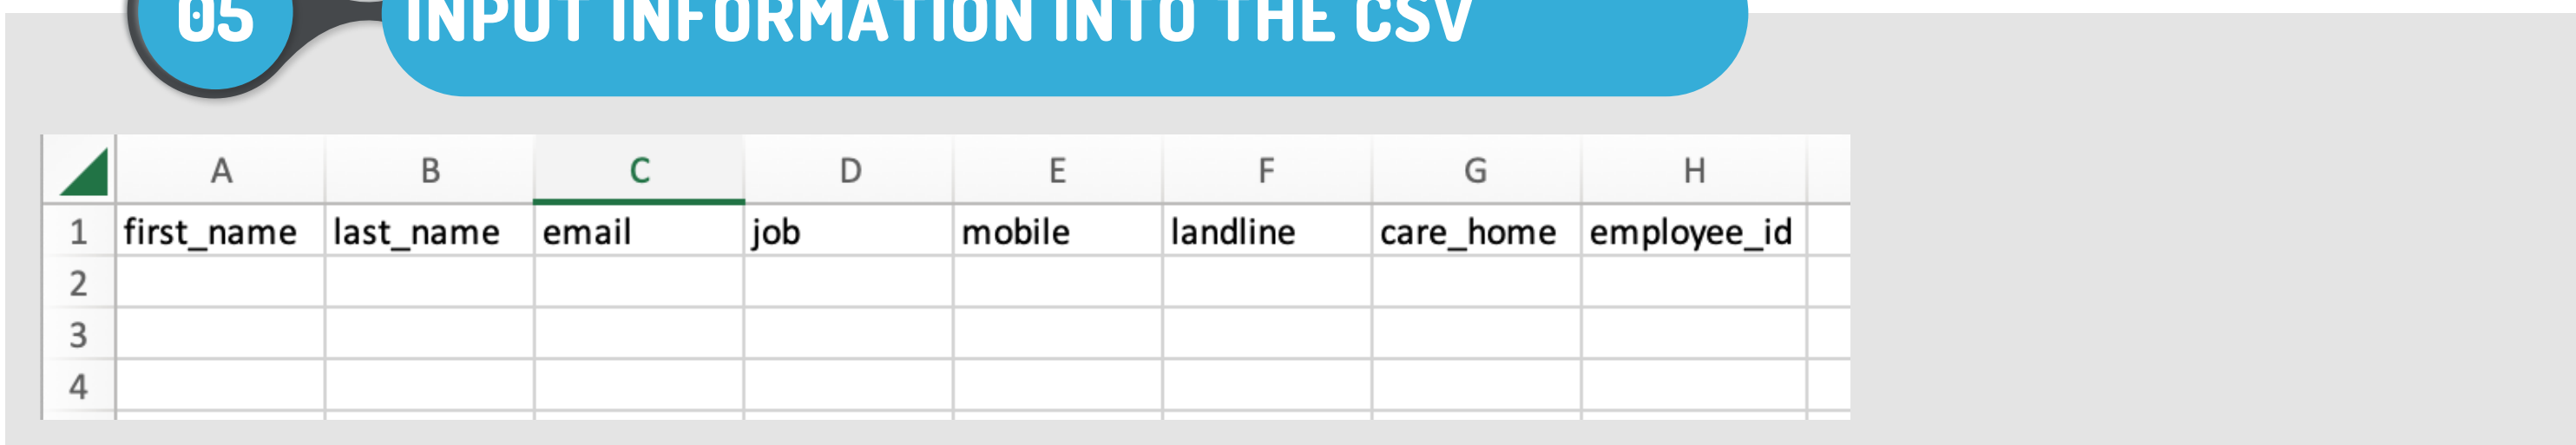 05 INPUT INFORMATION INTO THE CSV
A B C D E F G H
1 first_name last_name email job mobile landline care_home employee_id
2
3
4